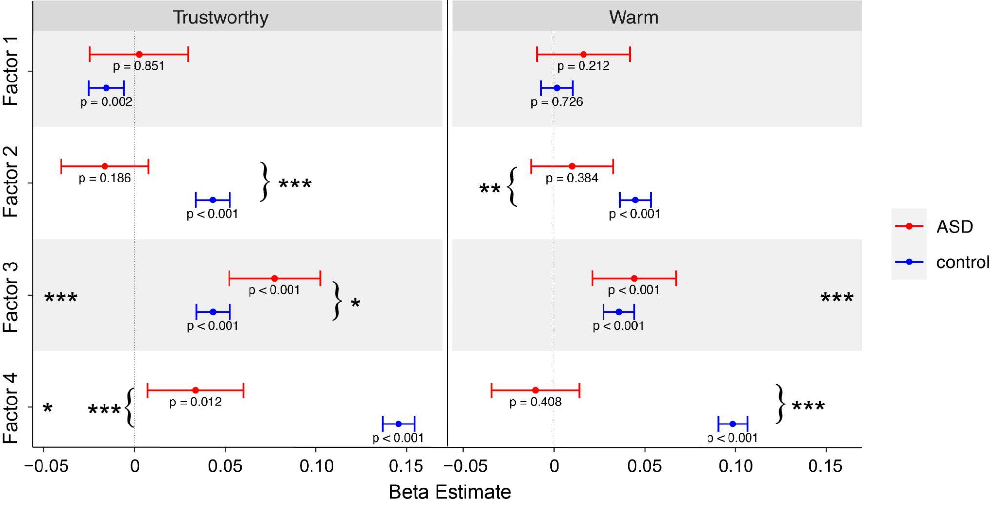 Trustworthy
Warm
Factor 1
p = 0.851
p = 0.002
p = 0.212
p = 0.726
Factor 2
p = 0.186
p < 0.001
***
**
p = 0.384
p < 0.001
Factor 3
***
p < 0.001
p < 0.001
*
p < 0.001
p < 0.001
***
Factor 4
*
***
p = 0.012
p < 0.001
p = 0.408
p < 0.001
***
ASD
control
−0.05 0 0.05 0.10 0.15
−0.05 0 0.05 0.10 0.15
Beta Estimate